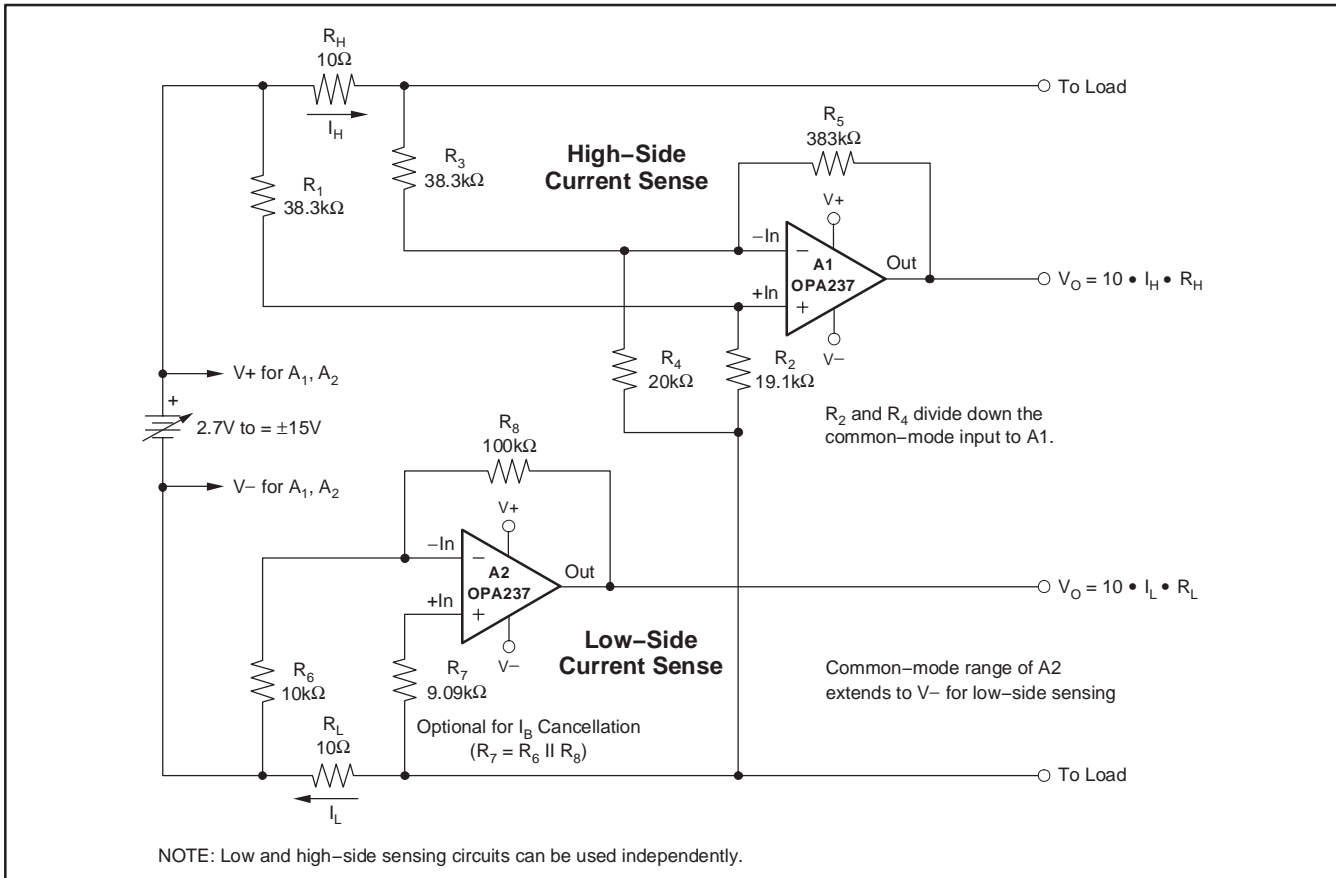 R_H
10Ω
I_H
To Load
R_5
383kΩ
High–Side
Current Sense
R_3
38.3kΩ
R_1
38.3kΩ
V+
–In
–
A1
OPA237
Out
+In
+
V–
V_O = 10 • I_H • R_H
R_4
20kΩ
R_2
19.1kΩ
R_2 and R_4 divide down the
common–mode input to A1.
V+ for A_1, A_2
+
2.7V to = ±15V
V– for A_1, A_2
R_8
100kΩ
V+
–In
–
A2
OPA237
Out
+In
+
V–
V_O = 10 • I_L • R_L
Low–Side
Current Sense
R_6
10kΩ
R_7
9.09kΩ
Common–mode range of A2
extends to V– for low–side sensing
Optional for I_B Cancellation
(R_7 = R_6 II R_8)
R_L
10Ω
I_L
To Load
NOTE: Low and high–side sensing circuits can be used independently.